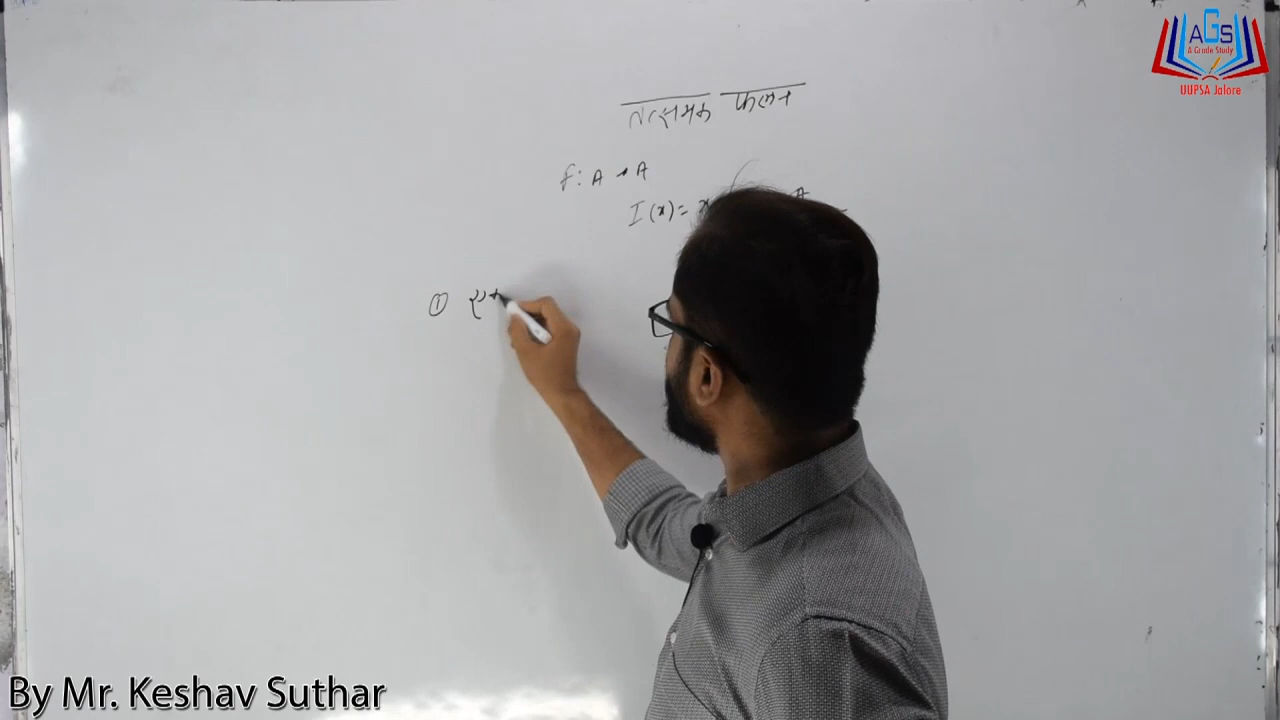 AGS
A Grade Study
UUPSA Jalore
तत्समक फलन
f: A → A
I(x) = x
A
①
By Mr. Keshav Suthar